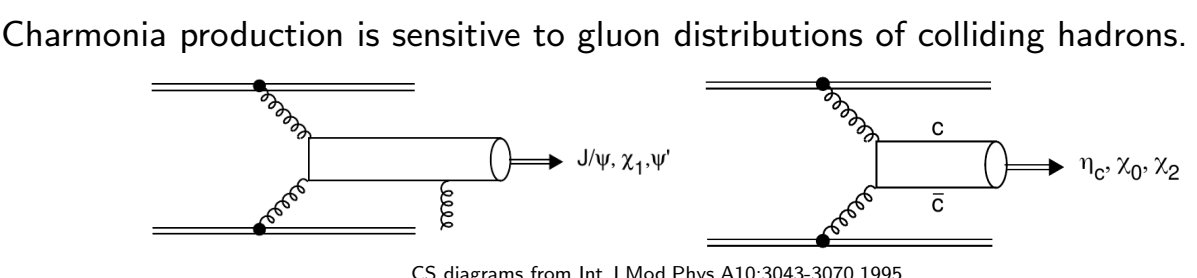 Charmonia production is sensitive to gluon distributions of colliding hadrons.
J/ψ, χ₁,ψ'
c
c̄
η_c, χ₀, χ₂
CS diagrams from Int.J.Mod.Phys.A10:3043-3070,1995